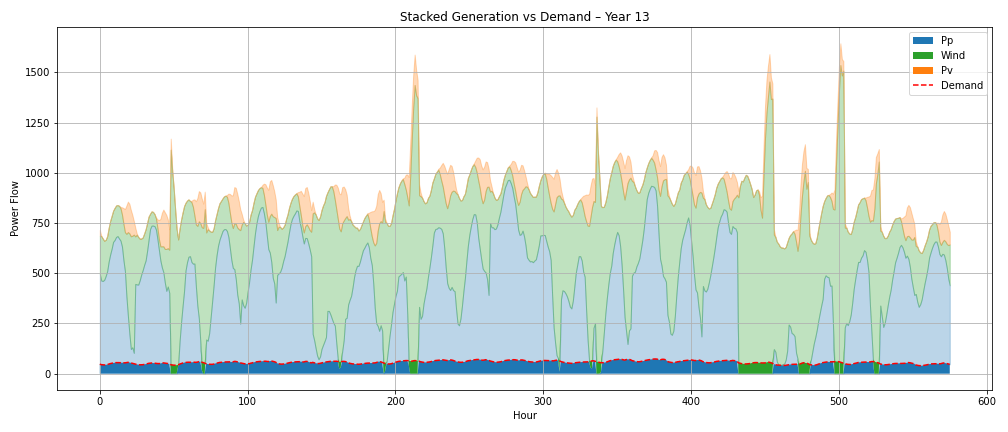 Stacked Generation vs Demand – Year 13
Pp
Wind
Pv
Demand
Power Flow
1500
1250
1000
750
500
250
0
0 100 200 300 400 500 600
Hour